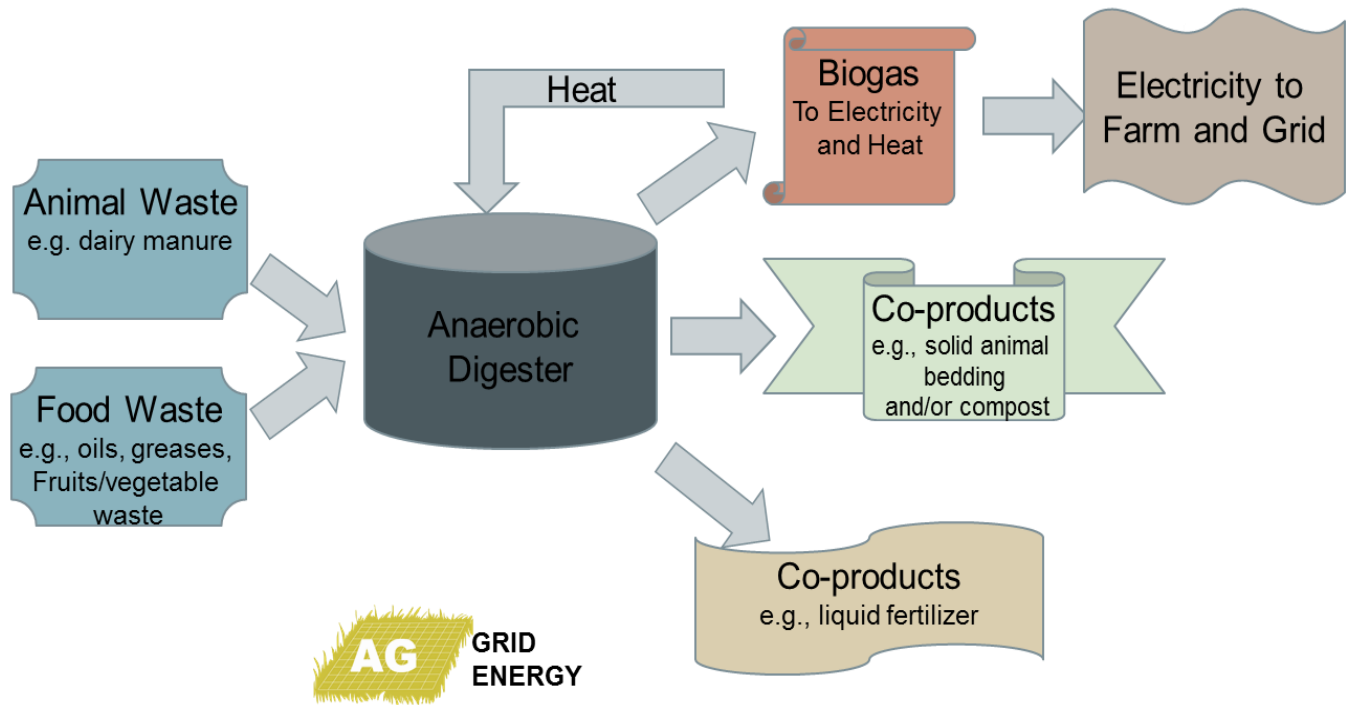 Heat
Biogas
To Electricity
and Heat
Electricity to
Farm and Grid
Animal Waste
e.g. dairy manure
Food Waste
e.g., oils, greases,
Fruits/vegetable
waste
Anaerobic
Digester
Co-products
e.g., solid animal
bedding
and/or compost
Co-products
e.g., liquid fertilizer
AG
GRID
ENERGY